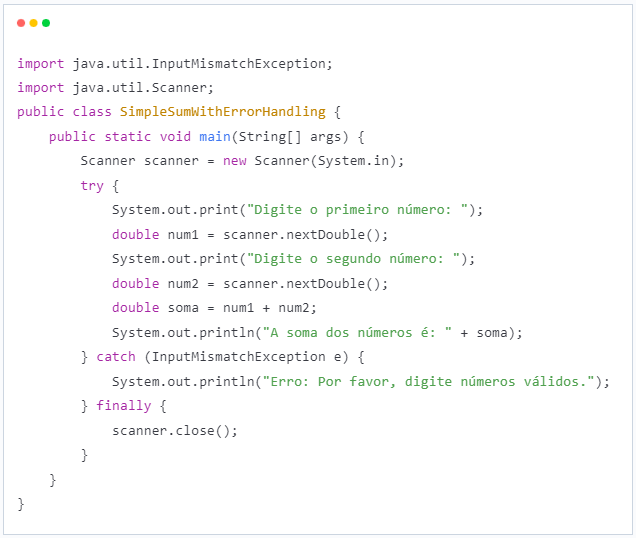 import java.util.InputMismatchException;
import java.util.Scanner;
public class SimpleSumWithErrorHandling {
    public static void main(String[] args) {
        Scanner scanner = new Scanner(System.in);
        try {
            System.out.print("Digite o primeiro número: ");
            double num1 = scanner.nextDouble();
            System.out.print("Digite o segundo número: ");
            double num2 = scanner.nextDouble();
            double soma = num1 + num2;
            System.out.println("A soma dos números é: " + soma);
        } catch (InputMismatchException e) {
            System.out.println("Erro: Por favor, digite números válidos.");
        } finally {
            scanner.close();
        }
    }
}